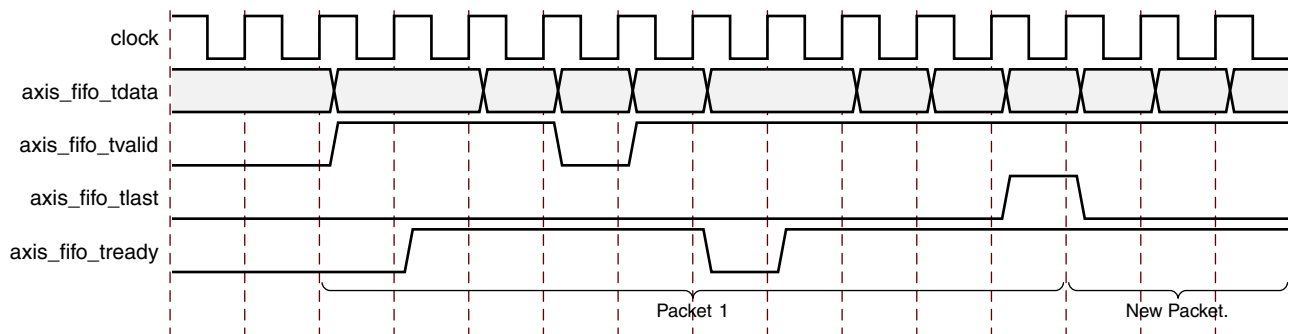 clock
axis_fifo_tdata
axis_fifo_tvalid
axis_fifo_tlast
axis_fifo_tready
Packet 1
New Packet.